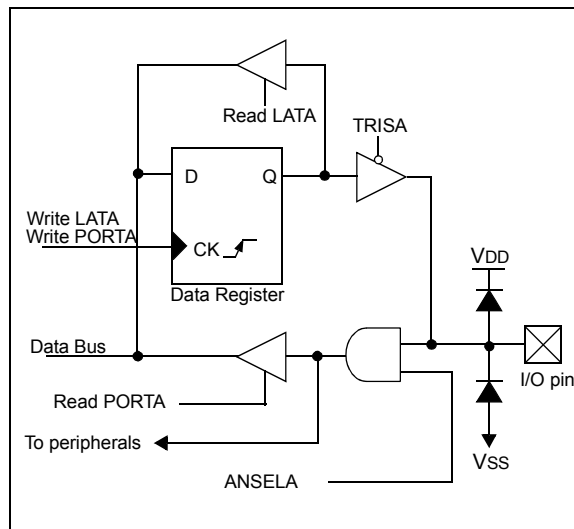 Read LATA
TRISA
D
Q
Write LATA
Write PORTA
CK
Data Register
VDD
Data Bus
I/O pin
Read PORTA
To peripherals
VSS
ANSELA